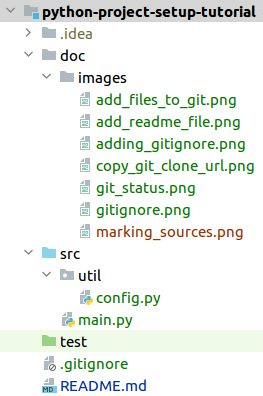 python-project-setup-tutorial
.idea
doc
images
add_files_to_git.png
add_readme_file.png
adding_gitignore.png
copy_git_clone_url.png
git_status.png
gitignore.png
marking_sources.png
src
util
config.py
main.py
test
.gitignore
README.md